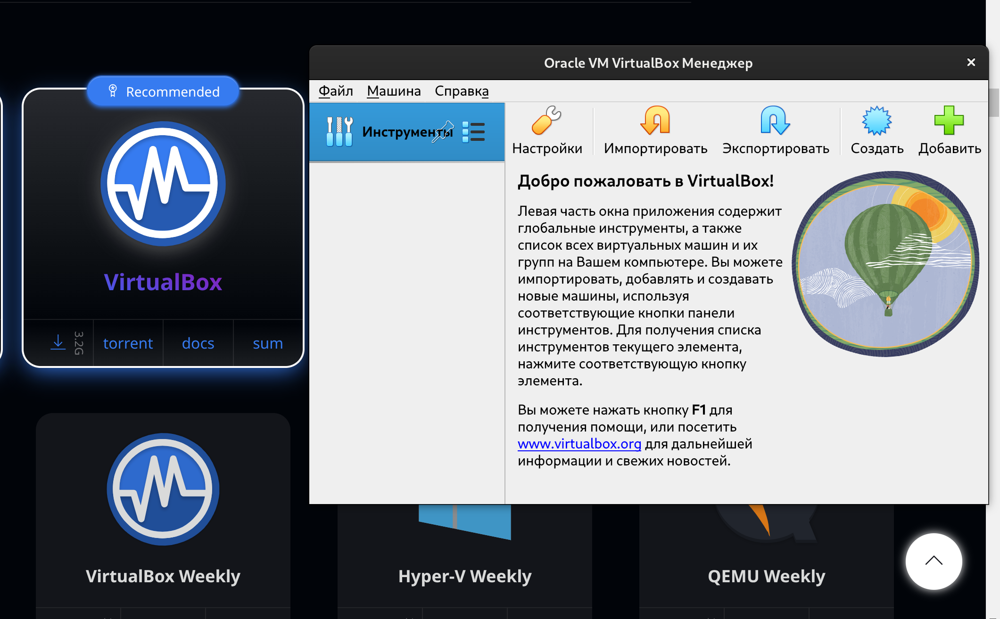 Recommended
VirtualBox
3.2G
torrent
docs
sum
VirtualBox Weekly
Hyper-V Weekly
QEMU Weekly
Oracle VM VirtualBox Менеджер
Файл Машина Справка
Инструменты
Настройки
Импортировать
Экспортировать
Создать
Добавить
Добро пожаловать в VirtualBox!
Левая часть окна приложения содержит
глобальные инструменты, а также
список всех виртуальных машин и их
групп на Вашем компьютере. Вы можете
импортировать, добавлять и создавать
новые машины, используя
соответствующие кнопки панели
инструментов. Для получения списка
инструментов текущего элемента,
нажмите соответствующую кнопку
элемента.
Вы можете нажать кнопку F1 для
получения помощи, или посетить
www.virtualbox.org для дальнейшей
информации и свежих новостей.